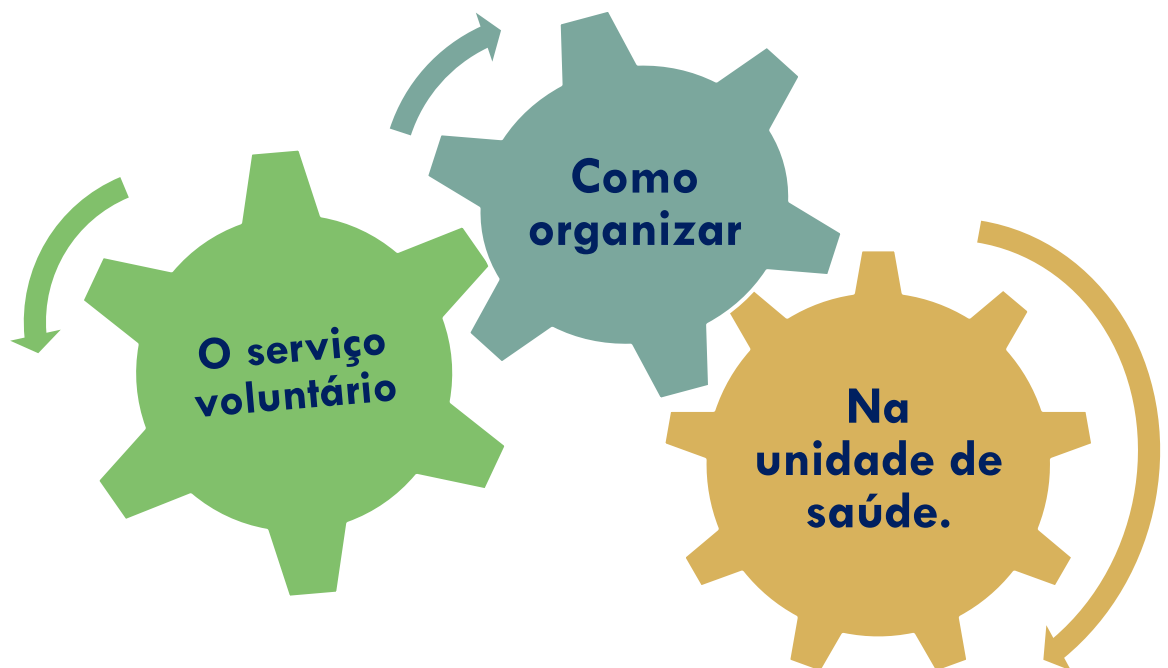 Como
organizar
O serviço
voluntário
Na
unidade de
saúde.